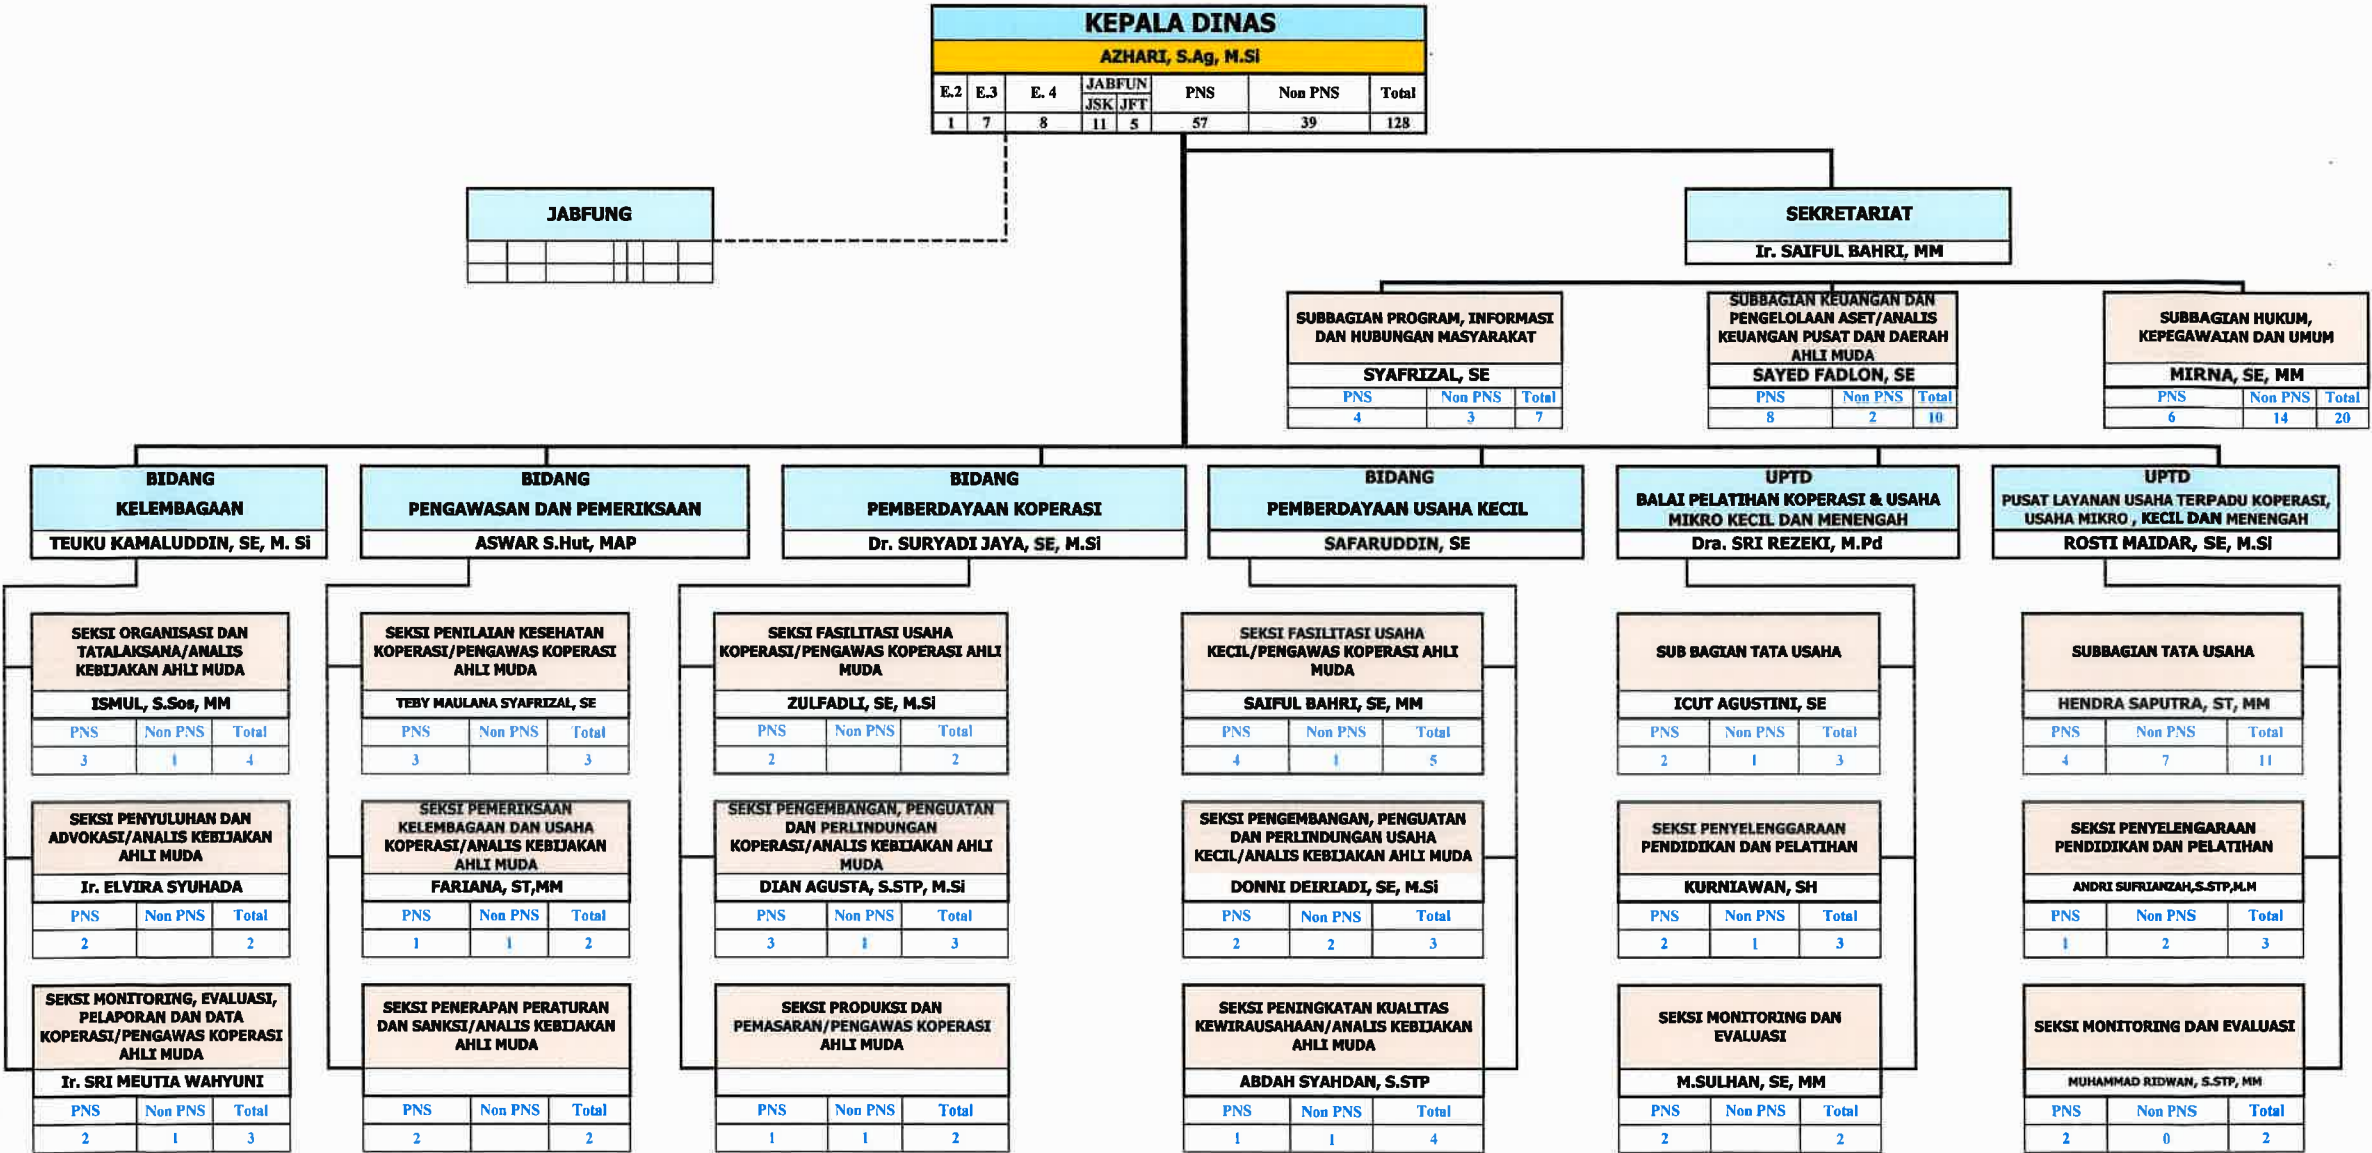 KEPALA DINAS
AZHARI, S.Ag, M.Si
E.2 E.3 E. 4 JABFUN PNS Non PNS Total
JSK JFT
1 7 8 11 5 57 39 128
JABFUNG
SEKRETARIAT
Ir. SAIFUL BAHRI, MM
SUBBAGIAN PROGRAM, INFORMASI
DAN HUBUNGAN MASYARAKAT
SYAFRIZAL, SE
PNS Non PNS Total
4 3 7
SUBBAGIAN KEUANGAN DAN
PENGELOLAAN ASET/ANALIS
KEUANGAN PUSAT DAN DAERAH
AHLI MUDA
SAYED FADLON, SE
PNS Non PNS Total
8 2 10
SUBBAGIAN HUKUM,
KEPEGAWAIAN DAN UMUM
MIRNA, SE, MM
PNS Non PNS Total
6 14 20
BIDANG
KELEMBAGAAN
TEUKU KAMALUDDIN, SE, M. Si
BIDANG
PENGAWASAN DAN PEMERIKSAAN
ASWAR S.Hut, MAP
BIDANG
PEMBERDAYAAN KOPERASI
Dr. SURYADI JAYA, SE, M.Si
BIDANG
PEMBERDAYAAN USAHA KECIL
SAFARUDDIN, SE
UPTD
BALAI PELATIHAN KOPERASI & USAHA
MIKRO KECIL DAN MENENGAH
Dra. SRI REZEKI, M.Pd
UPTD
PUSAT LAYANAN USAHA TERPADU KOPERASI,
USAHA MIKRO , KECIL DAN MENENGAH
ROSTI MAIDAR, SE, M.Si
SEKSI ORGANISASI DAN
TATALAKSANA/ANALIS
KEBIJAKAN AHLI MUDA
ISMUL, S.Sos, MM
PNS Non PNS Total
3 1 4
SEKSI PENILAIAN KESEHATAN
KOPERASI/PENGAWAS KOPERASI
AHLI MUDA
TEBY MAULANA SYAFRIZAL, SE
PNS Non PNS Total
3 3
SEKSI FASILITASI USAHA
KOPERASI/PENGAWAS KOPERASI AHLI
MUDA
ZULFADLI, SE, M.Si
PNS Non PNS Total
2 2
SEKSI FASILITASI USAHA
KECIL/PENGAWAS KOPERASI AHLI
MUDA
SAIFUL BAHRI, SE, MM
PNS Non PNS Total
4 1 5
SUB BAGIAN TATA USAHA
ICUT AGUSTINI, SE
PNS Non PNS Total
2 1 3
SUBBAGIAN TATA USAHA
HENDRA SAPUTRA, ST, MM
PNS Non PNS Total
4 7 11
SEKSI PENYULUHAN DAN
ADVOKASI/ANALIS KEBIJAKAN
AHLI MUDA
Ir. ELVIRA SYUHADA
PNS Non PNS Total
2 2
SEKSI PEMERIKSAAN
KELEMBAGAAN DAN USAHA
KOPERASI/ANALIS KEBIJAKAN
AHLI MUDA
FARIANA, ST,MM
PNS Non PNS Total
1 1 2
SEKSI PENGEMBANGAN, PENGUATAN
DAN PERLINDUNGAN
KOPERASI/ANALIS KEBIJAKAN AHLI
MUDA
DIAN AGUSTA, S.STP, M.Si
PNS Non PNS Total
3 1 3
SEKSI PENGEMBANGAN, PENGUATAN
DAN PERLINDUNGAN USAHA
KECIL/ANALIS KEBIJAKAN AHLI MUDA
DONNI DEIRIADI, SE, M.Si
PNS Non PNS Total
2 2 3
SEKSI PENYELENGGARAAN
PENDIDIKAN DAN PELATIHAN
KURNIAWAN, SH
PNS Non PNS Total
2 1 3
SEKSI PENYELENGARAAN
PENDIDIKAN DAN PELATIHAN
ANDRI SUFRIANZAH,S.STP,M.M
PNS Non PNS Total
1 2 3
SEKSI MONITORING, EVALUASI,
PELAPORAN DAN DATA
KOPERASI/PENGAWAS KOPERASI
AHLI MUDA
Ir. SRI MEUTIA WAHYUNI
PNS Non PNS Total
2 1 3
SEKSI PENERAPAN PERATURAN
DAN SANKSI/ANALIS KEBIJAKAN
AHLI MUDA
PNS Non PNS Total
2 2
SEKSI PRODUKSI DAN
PEMASARAN/PENGAWAS KOPERASI
AHLI MUDA
PNS Non PNS Total
1 1 2
SEKSI PENINGKATAN KUALITAS
KEWIRAUSAHAAN/ANALIS KEBIJAKAN
AHLI MUDA
ABDAH SYAHDAN, S.STP
PNS Non PNS Total
1 1 4
SEKSI MONITORING DAN
EVALUASI
M.SULHAN, SE, MM
PNS Non PNS Total
2 2
SEKSI MONITORING DAN EVALUASI
MUHAMMAD RIDWAN, S.STP, MM
PNS Non PNS Total
2 0 2